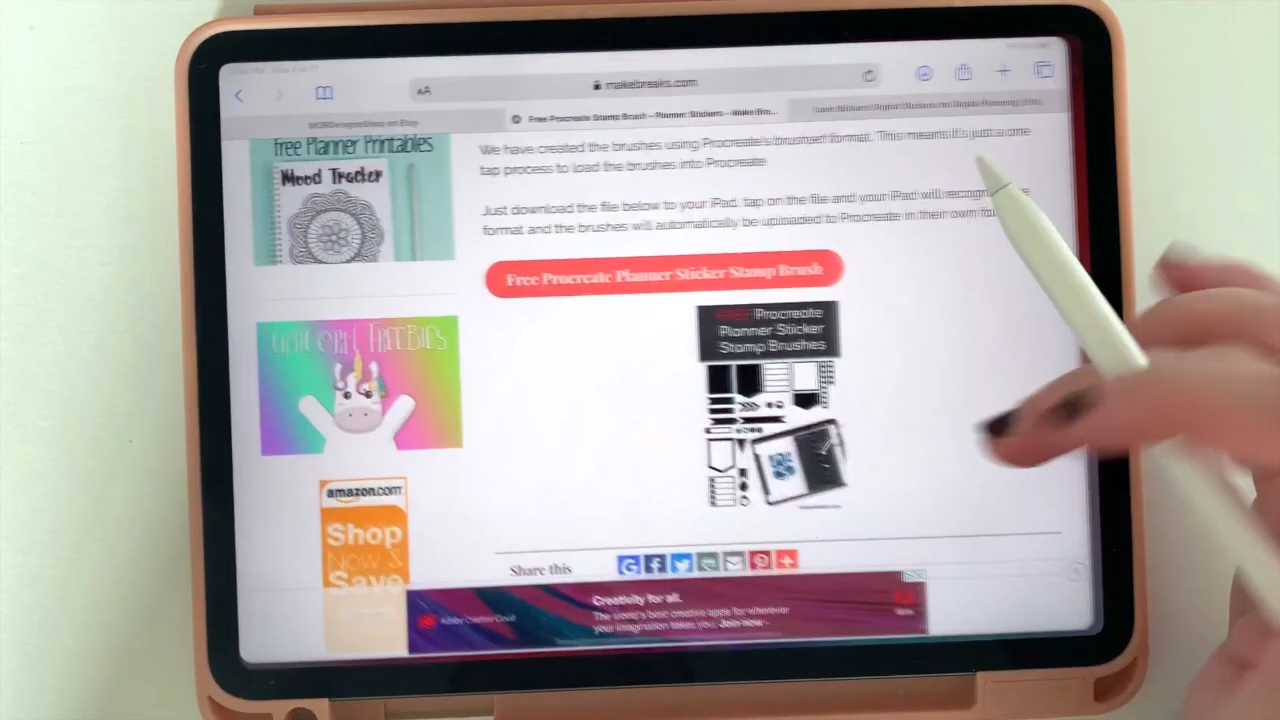 AA
makebreaks.com
MORDesignsShop on Etsy
Free Procreate Stamp Brush - Planner Stickers - Make Bre...
Free Planner Printables
Mood Tracker
UNICORN FREEBIES
amazon.com
Shop
Now &
Save
We have created the brushes using Procreate's brushset format. This means it's just a one
tap process to load the brushes into Procreate.
Just download the file below to your iPad, tap on the file and your iPad will
format and the brushes will automatically be uploaded to Procreate in their own
Free Procreate Planner Sticker Stamp Brush
FREE Procreate
Planner Sticker
Stamp Brushes
Share this
Adobe Creative Cloud
Creativity for all.
The world's best creative apps for wherever
your imagination takes you. Join now